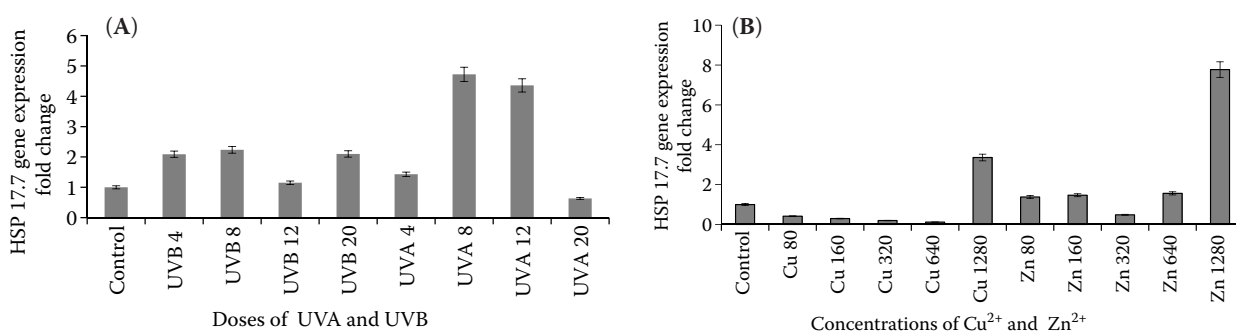 (A)
HSP 17.7 gene expression
fold change
6
5
4
3
2
1
0
Control
UVB 4
UVB 8
UVB 12
UVB 20
UVA 4
UVA 8
UVA 12
UVA 20
Doses of UVA and UVB
(B)
HSP 17.7 gene expression
fold change
10
8
6
4
2
0
Control
Cu 80
Cu 160
Cu 320
Cu 640
Cu 1280
Zn 80
Zn 160
Zn 320
Zn 640
Zn 1280
Concentrations of Cu²⁺ and Zn²⁺